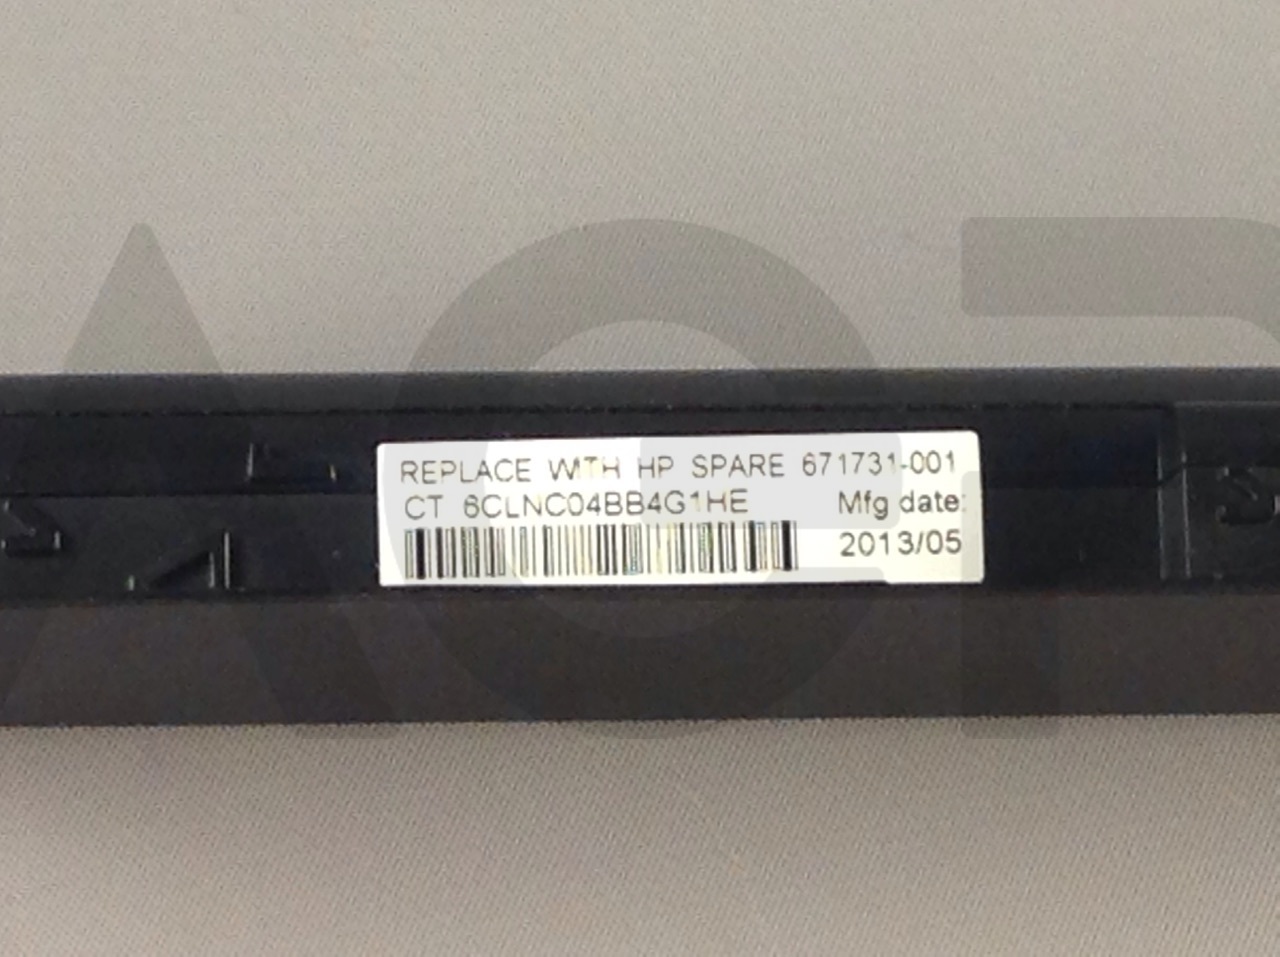 REPLACE WITH HP SPARE 671731-001
CT 6CLNC04BB4G1HE Mfg date:
2013/05